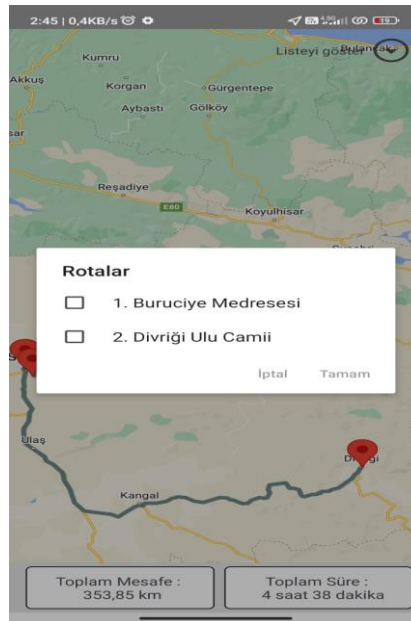 2:45 | 0,4KB/s
Listeyi göster
Kumru
Akkuş
Korgan
Gürgentepe
Aybastı
Gölköy
Reşadiye
E80
Koyulhisar
Rotalar
1. Buruciye Medresesi
2. Divriği Ulu Camii
İptal Tamam
Ulaş
Kangal
Toplam Mesafe :
353,85 km
Toplam Süre :
4 saat 38 dakika